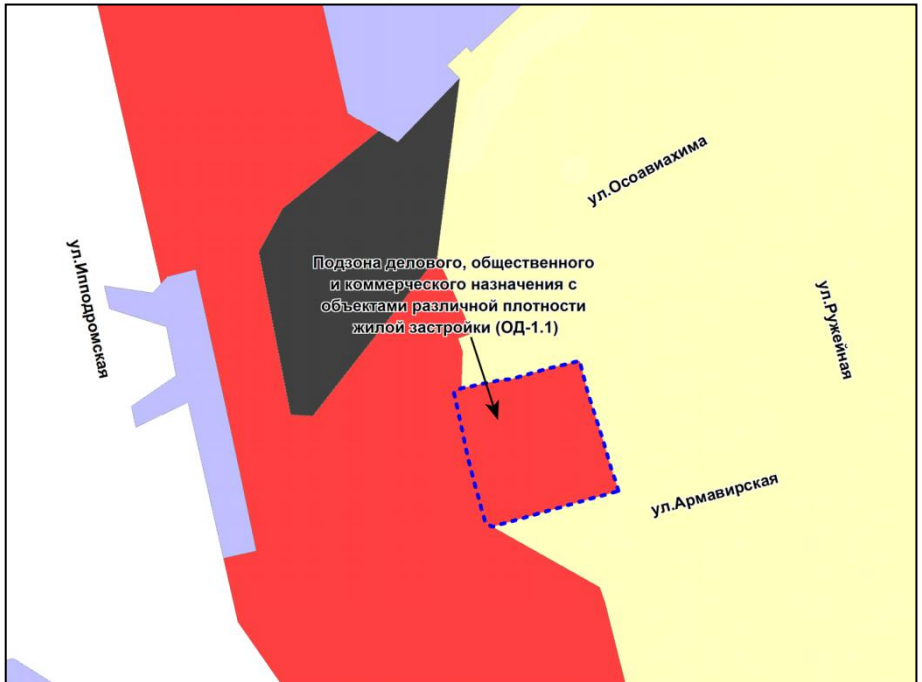 ул.Осоавиахима
ул.Ипподромская
Подзона делового, общественного
и коммерческого назначения с
объектами различной плотности
жилой застройки (ОД-1.1)
ул.Ружейная
ул.Армавирская